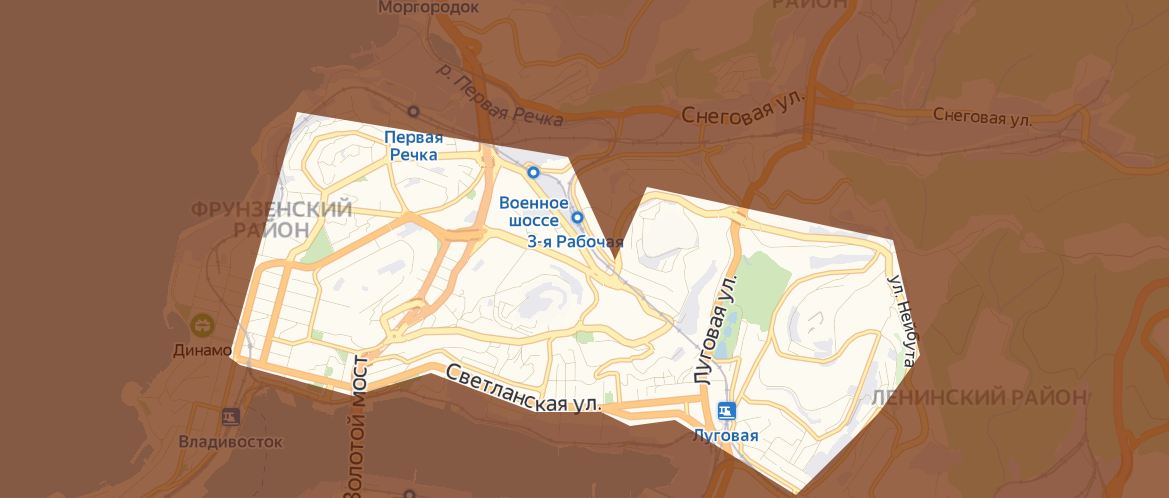 Моргородок
РАЙОН
р. Первая Речка
Снеговая ул.
Снеговая ул.
Первая
Речка
Военное
шоссе
ФРУНЗЕНСКИЙ
РАЙОН
3-я Рабочая
ул. Нейбута
Луговая ул.
Динамо
Светланская ул.
Золотой мост
ЛЕНИНСКИЙ РАЙОН
Владивосток
Луговая